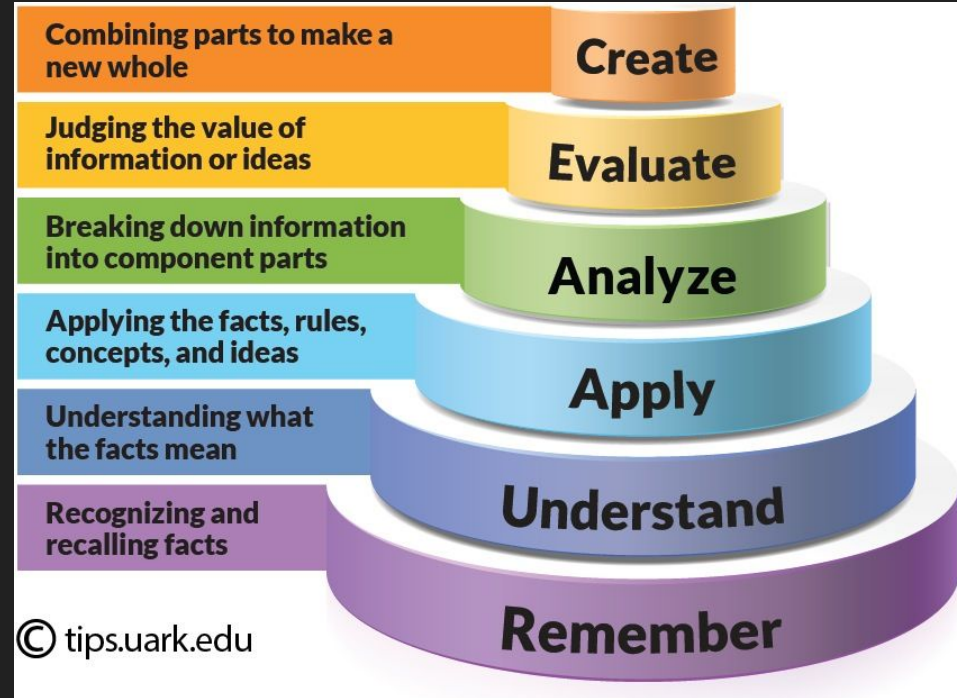 Combining parts to make a
new whole
Create
Judging the value of
information or ideas
Evaluate
Breaking down information
into component parts
Analyze
Applying the facts, rules,
concepts, and ideas
Apply
Understanding what
the facts mean
Understand
Recognizing and
recalling facts
Remember
© tips.uark.edu